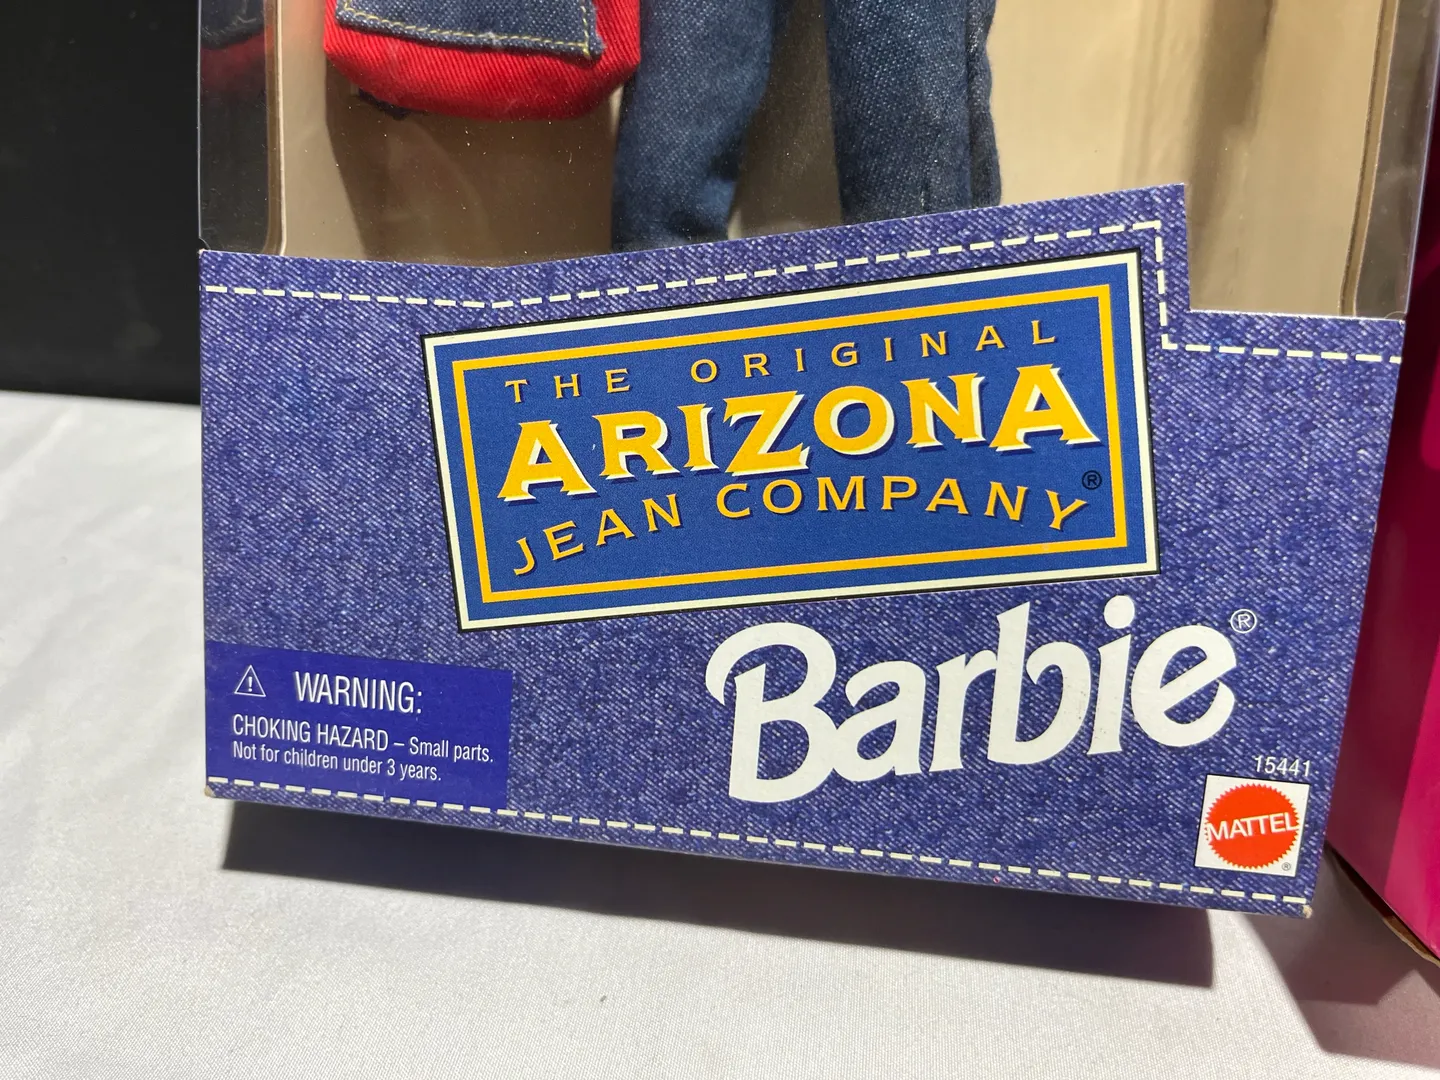 THE ORIGINAL
ARIZONA
JEAN COMPANY®
Barbie®
⚠ WARNING:
CHOKING HAZARD – Small parts.
Not for children under 3 years.
15441
MATTEL®